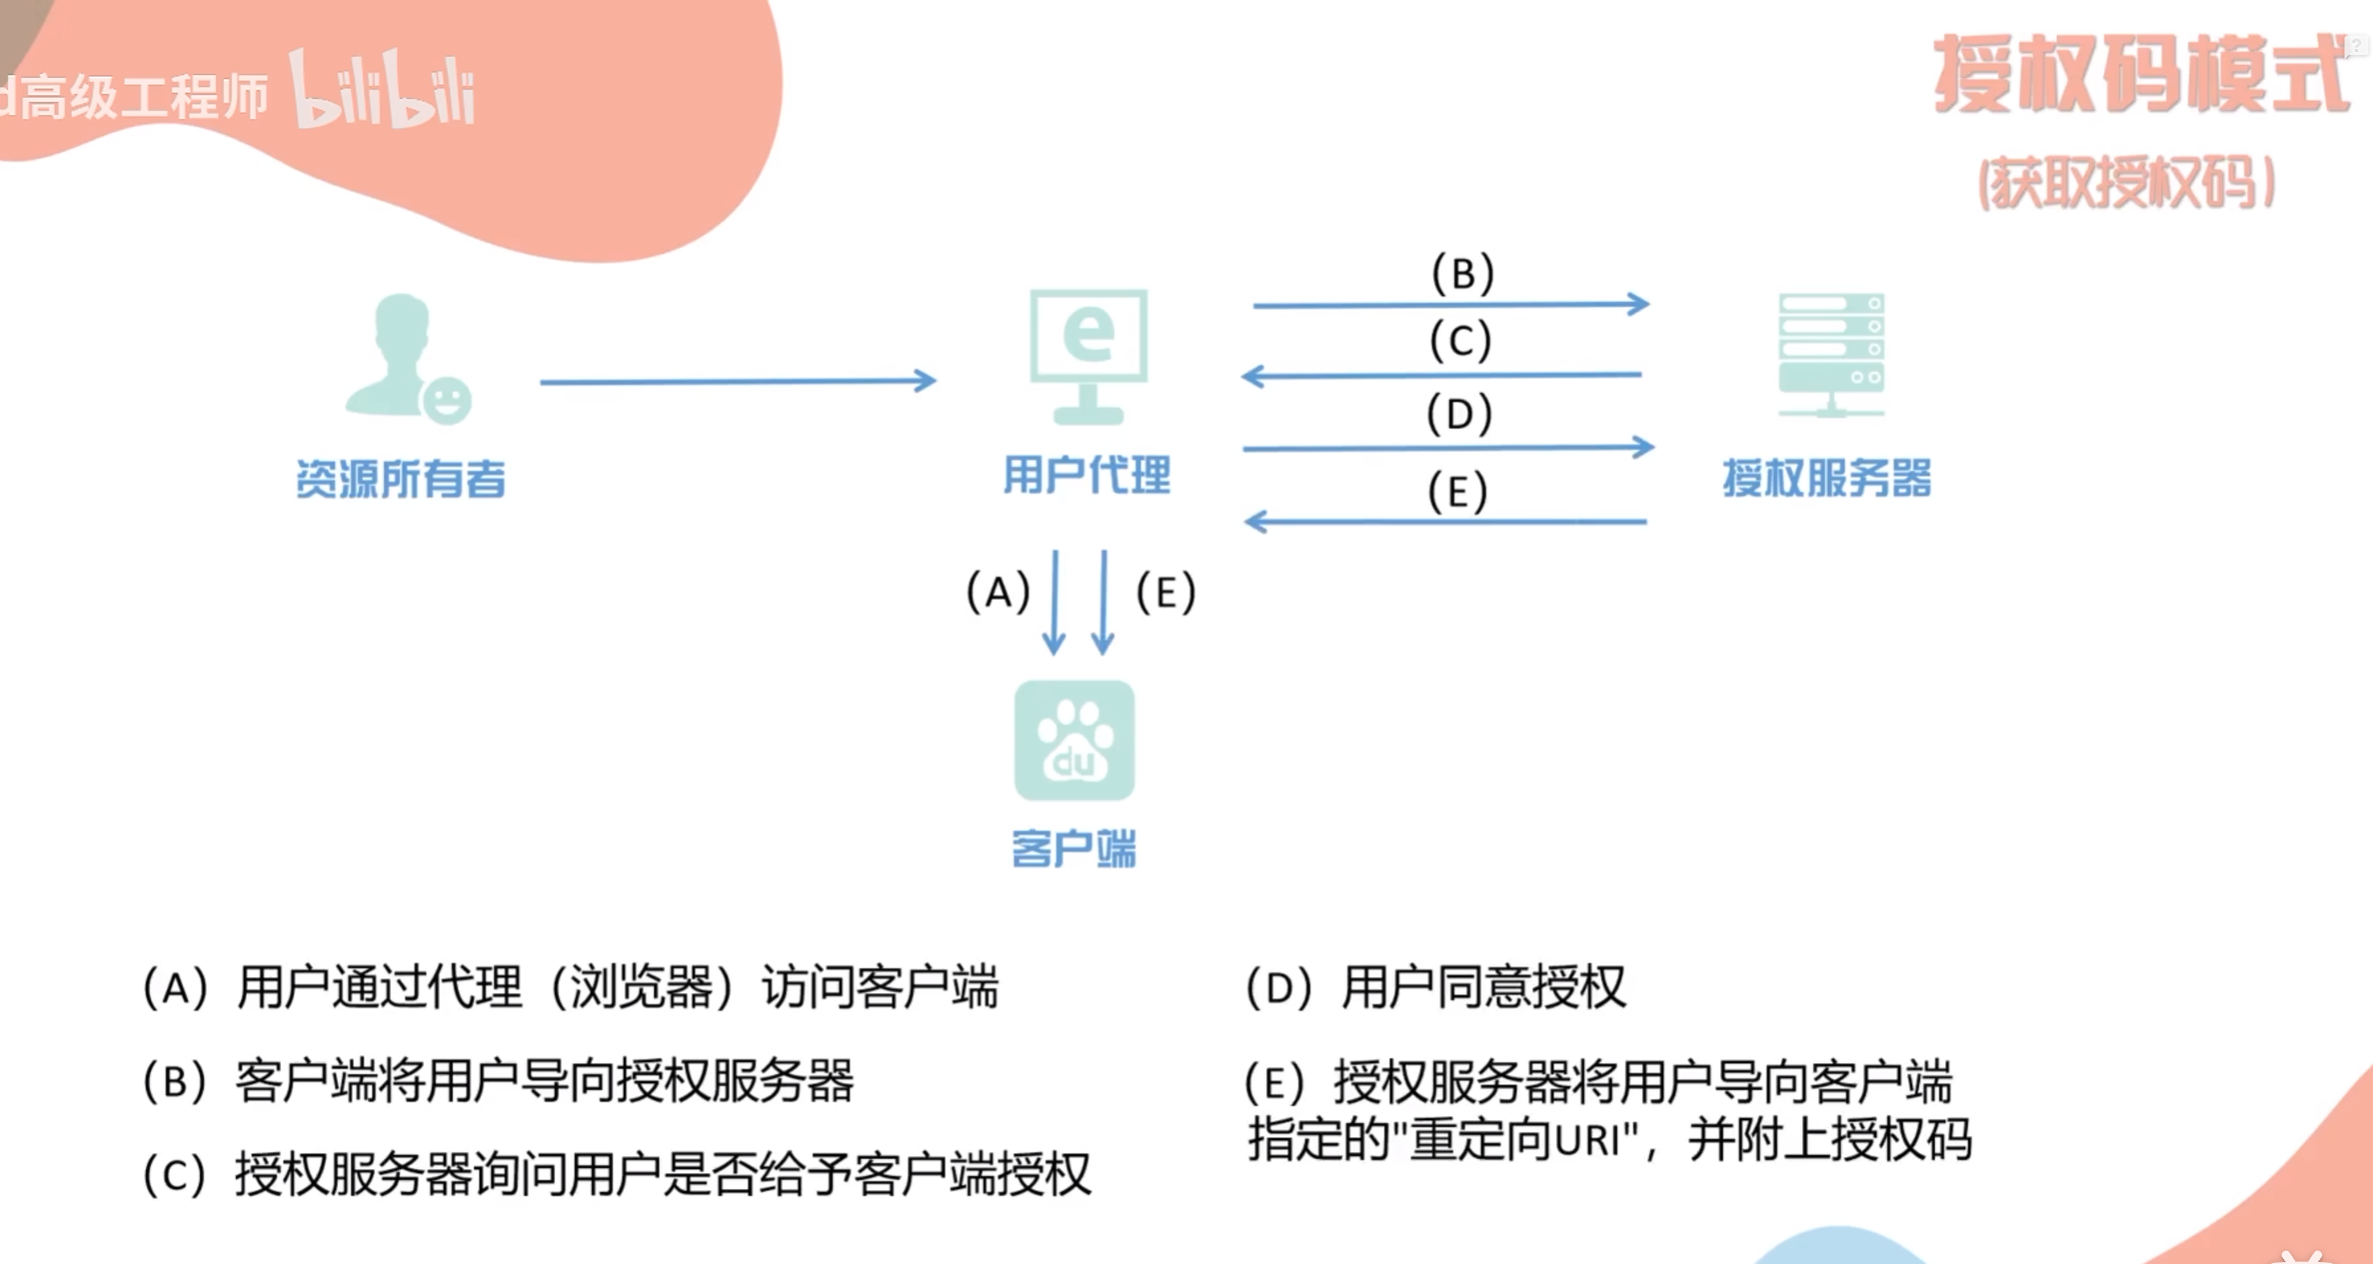 d高级工程师 bilibili
授权码模式
(获取授权码)
(B)
(C)
(D)
(E)
e
资源所有者
用户代理
授权服务器
(A)
(E)
du
客户端
(A) 用户通过代理（浏览器）访问客户端
(B) 客户端将用户导向授权服务器
(C) 授权服务器询问用户是否给予客户端授权
(D) 用户同意授权
(E) 授权服务器将用户导向客户端
指定的"重定向URI"，并附上授权码